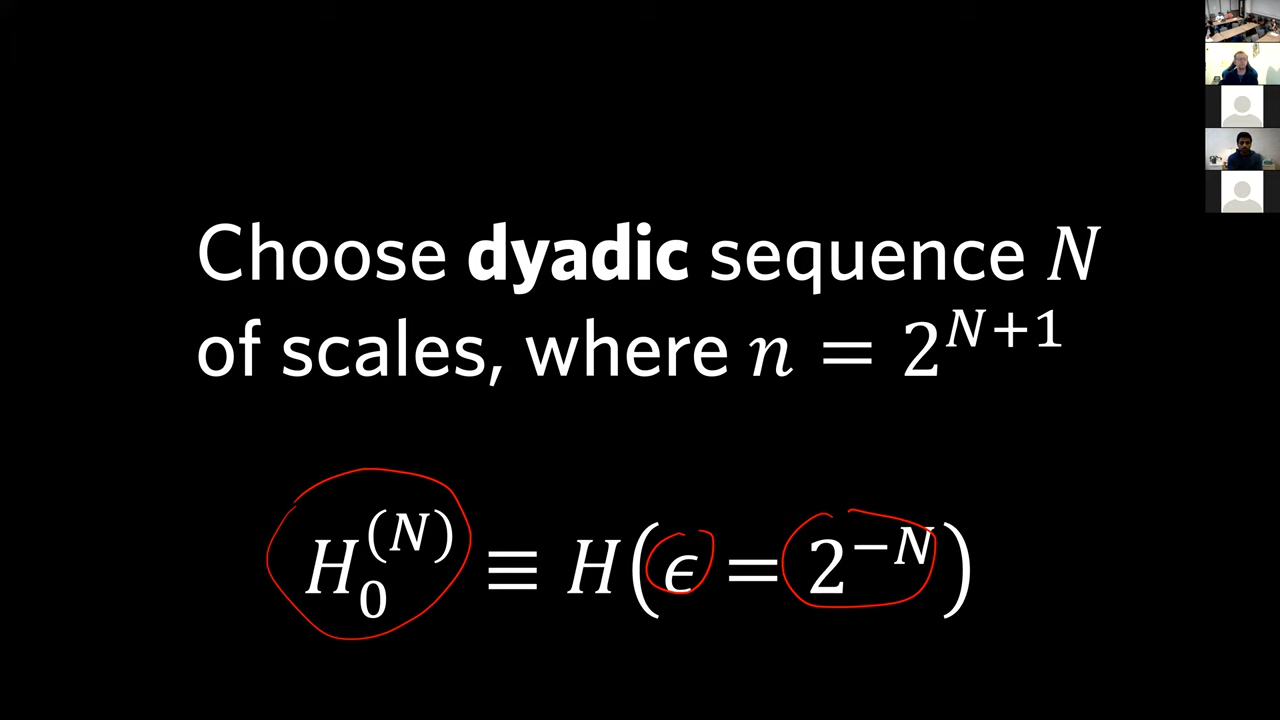 Choose dyadic sequence N
of scales, where n = 2^{N+1}
H_0^{(N)} ≡ H(ϵ = 2^{-N})